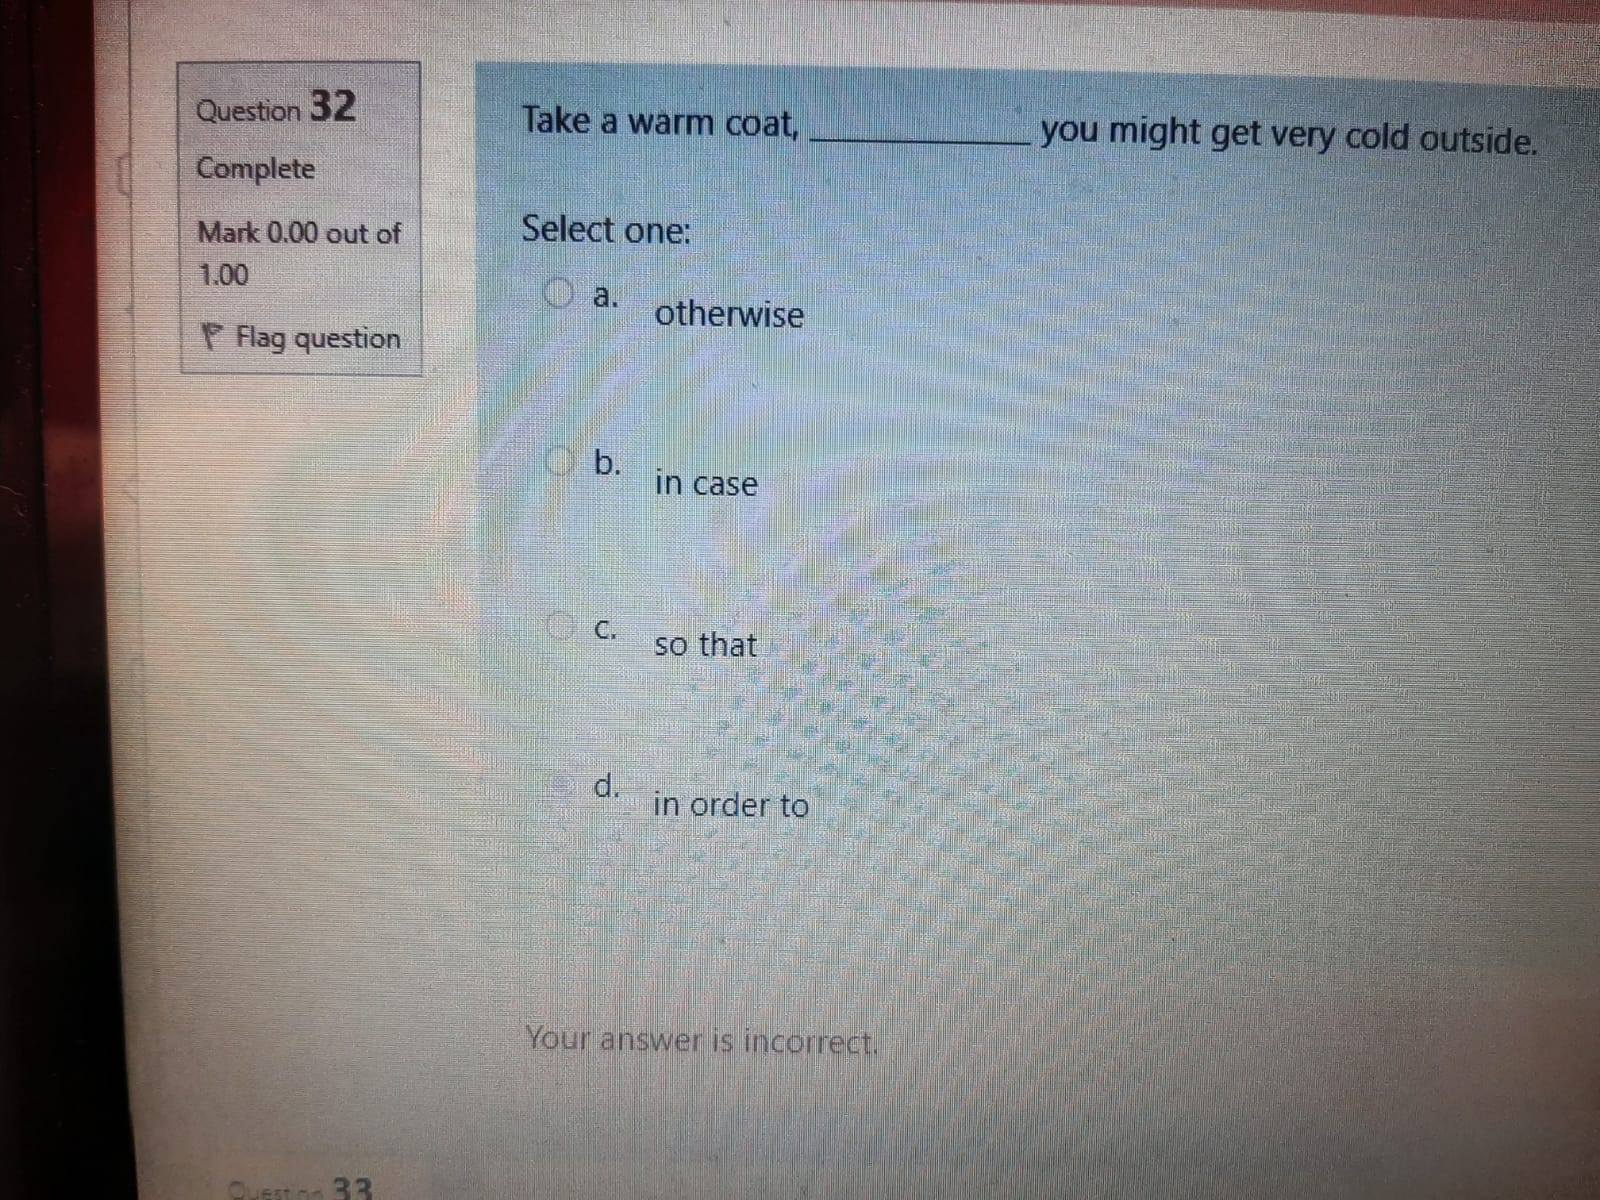 Question 32
Complete
Mark 0.00 out of
1.00
Flag question
Take a warm coat, ____________ you might get very cold outside.
Select one:
a. otherwise
b. in case
c. so that
d. in order to
Your answer is incorrect.
Question 33